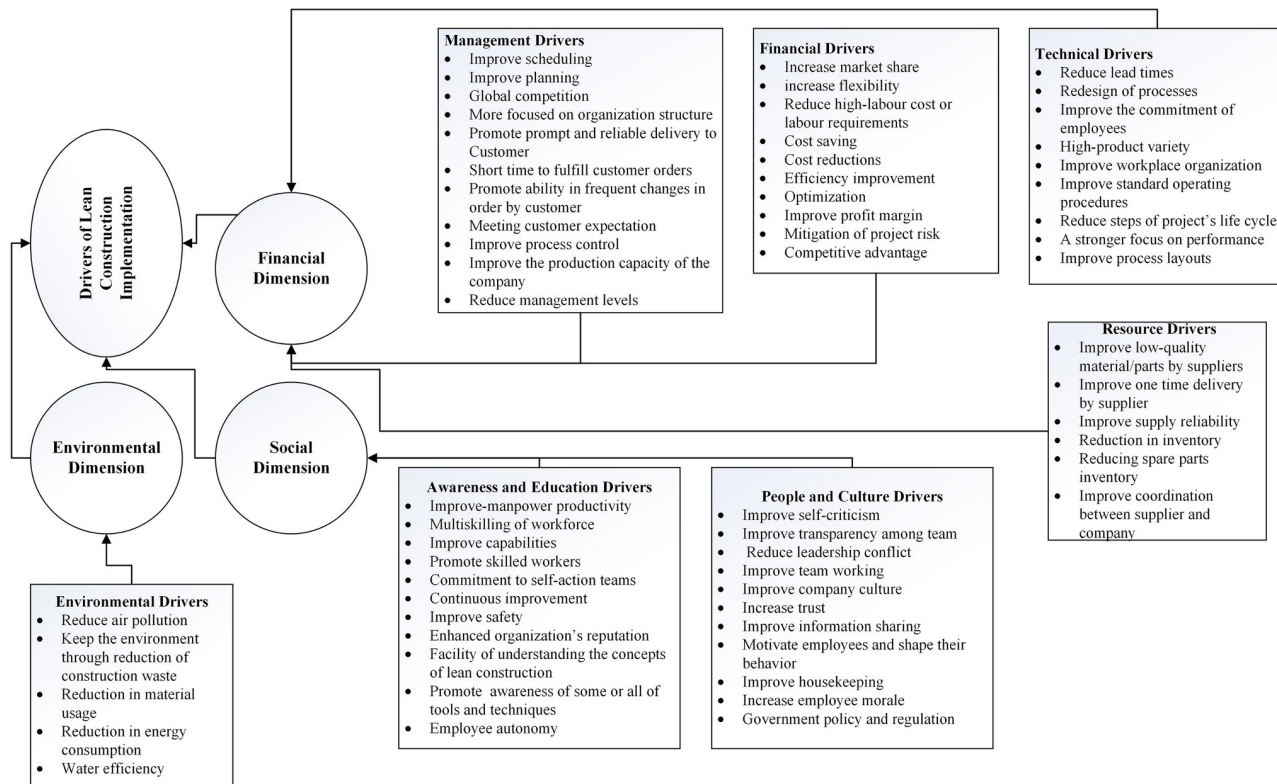 Management Drivers
• Improve scheduling
• Improve planning
• Global competition
• More focused on organization structure
• Promote prompt and reliable delivery to
Customer
• Short time to fulfill customer orders
• Promote ability in frequent changes in
order by customer
• Meeting customer expectation
• Improve process control
• Improve the production capacity of the
company
• Reduce management levels
Financial Drivers
• Increase market share
• increase flexibility
• Reduce high-labour cost or
labour requirements
• Cost saving
• Cost reductions
• Efficiency improvement
• Optimization
• Improve profit margin
• Mitigation of project risk
• Competitive advantage
Technical Drivers
• Reduce lead times
• Redesign of processes
• Improve the commitment of
employees
• High-product variety
• Improve workplace organization
• Improve standard operating
procedures
• Reduce steps of project's life cycle
• A stronger focus on performance
• Improve process layouts
Drivers of Lean
Construction
Implementation
Financial
Dimension
Resource Drivers
• Improve low-quality
material/parts by suppliers
• Improve one time delivery
by supplier
• Improve supply reliability
• Reduction in inventory
• Reducing spare parts
inventory
• Improve coordination
between supplier and
company
Environmental
Dimension
Social
Dimension
Awareness and Education Drivers
• Improve-manpower productivity
• Multiskilling of workforce
• Improve capabilities
• Promote skilled workers
• Commitment to self-action teams
• Continuous improvement
• Improve safety
• Enhanced organization's reputation
• Facility of understanding the concepts
of lean construction
• Promote awareness of some or all of
tools and techniques
• Employee autonomy
People and Culture Drivers
• Improve self-criticism
• Improve transparency among team
• Reduce leadership conflict
• Improve team working
• Improve company culture
• Increase trust
• Improve information sharing
• Motivate employees and shape their
behavior
• Improve housekeeping
• Increase employee morale
• Government policy and regulation
Environmental Drivers
• Reduce air pollution
• Keep the environment
through reduction of
construction waste
• Reduction in material
usage
• Reduction in energy
consumption
• Water efficiency